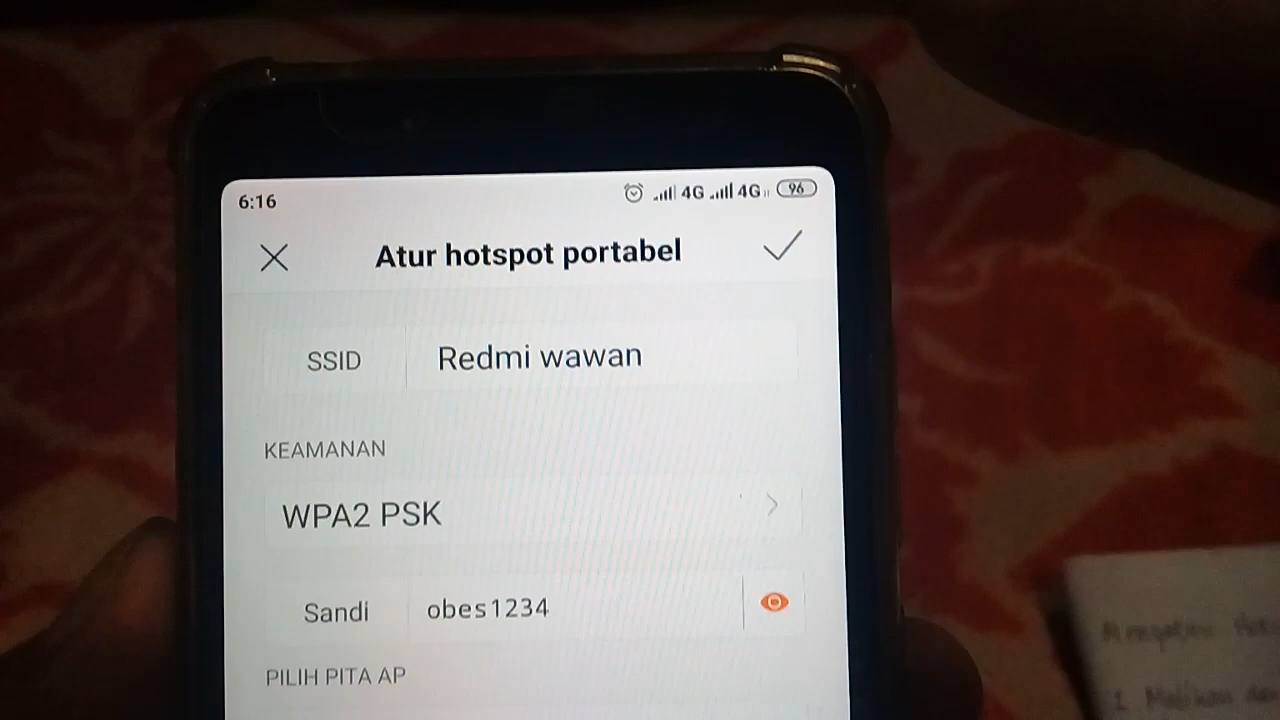 6:16 4G 4G 96
Atur hotspot portabel
SSID Redmi wawan
KEAMANAN
WPA2 PSK
Sandi obes1234
PILIH PITA AP